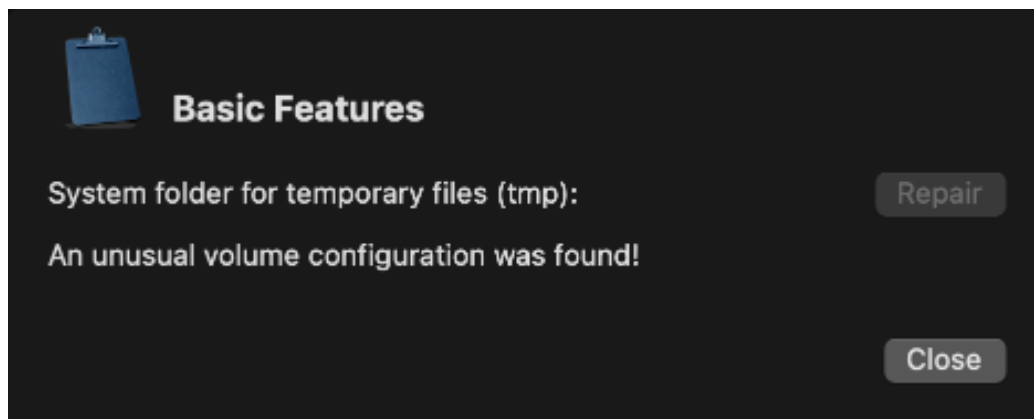 Basic Features
System folder for temporary files (tmp):
Repair
An unusual volume configuration was found!
Close